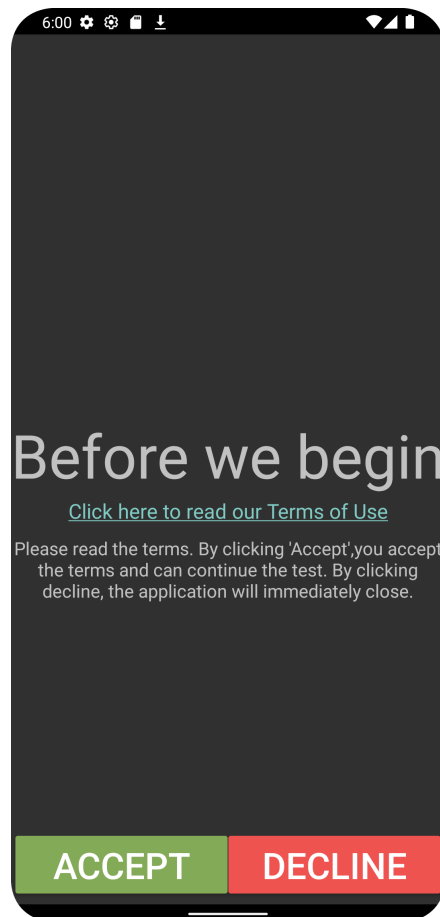 6:00
Before we begin
Click here to read our Terms of Use
Please read the terms. By clicking 'Accept',you accept
the terms and can continue the test. By clicking
decline, the application will immediately close.
ACCEPT DECLINE